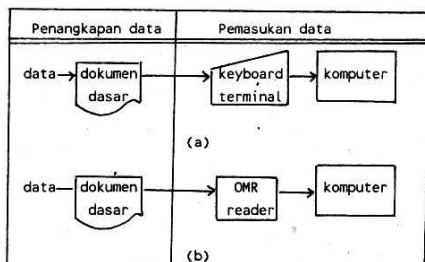 Penangkapan data Pemasukan data
data dokumen dasar keyboard terminal komputer
(a)
data dokumen dasar OMR reader komputer
(b)